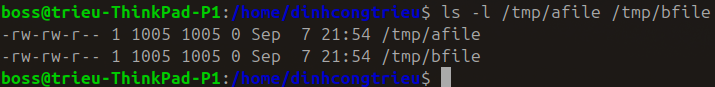 boss@trieu-ThinkPad-P1:/home/dinhcongtrieu$ ls -l /tmp/afile /tmp/bfile
-rw-rw-r-- 1 1005 1005 0 Sep  7 21:54 /tmp/afile
-rw-rw-r-- 1 1005 1005 0 Sep  7 21:54 /tmp/bfile
boss@trieu-ThinkPad-P1:/home/dinhcongtrieu$